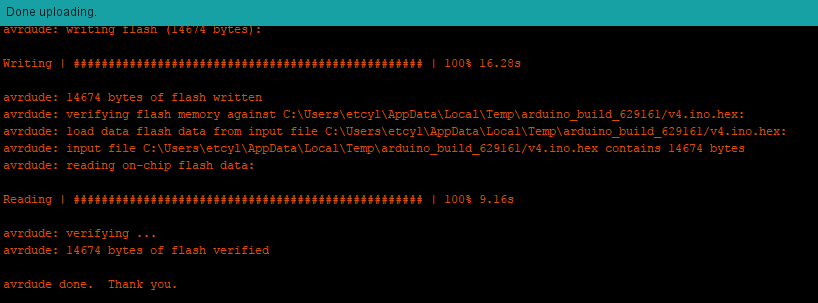 Done uploading.
avrdude: writing flash (14674 bytes):
Writing | ################################################## | 100% 16.28s
avrdude: 14674 bytes of flash written
avrdude: verifying flash memory against C:\Users\etcyl\AppData\Local\Temp\arduino_build_629161/v4.ino.hex:
avrdude: load data flash data from input file C:\Users\etcyl\AppData\Local\Temp\arduino_build_629161/v4.ino.hex:
avrdude: input file C:\Users\etcyl\AppData\Local\Temp\arduino_build_629161/v4.ino.hex contains 14674 bytes
avrdude: reading on-chip flash data:
Reading | ################################################## | 100% 9.16s
avrdude: verifying ...
avrdude: 14674 bytes of flash verified
avrdude done.  Thank you.